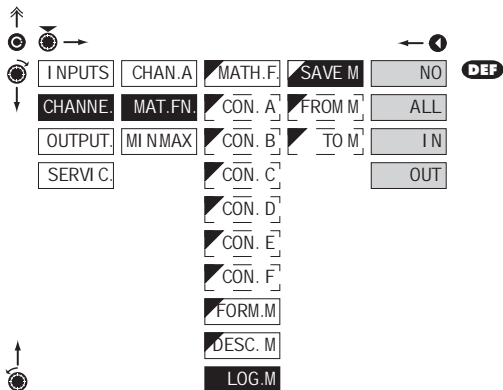 INPUTS CHAN.A MATH.F. SAVE M NO DEF
CHANNE. MAT.FN. CON. A FROM M ALL
OUTPUT. MINMAX CON. B TO M IN
SERVIC. CON. C OUT
CON. D
CON. E
CON. F
FORM.M
DESC. M
LOG.M